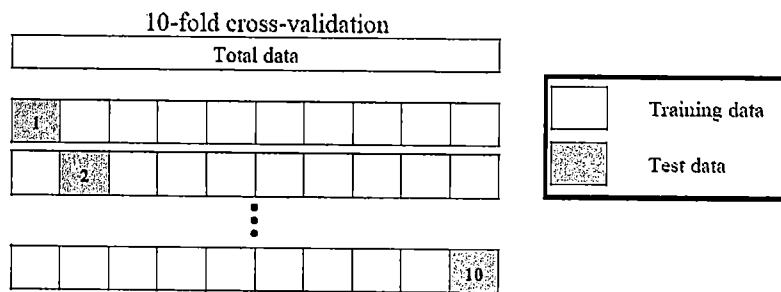 10-fold cross-validation
Total data
1
2
10
Training data
Test data